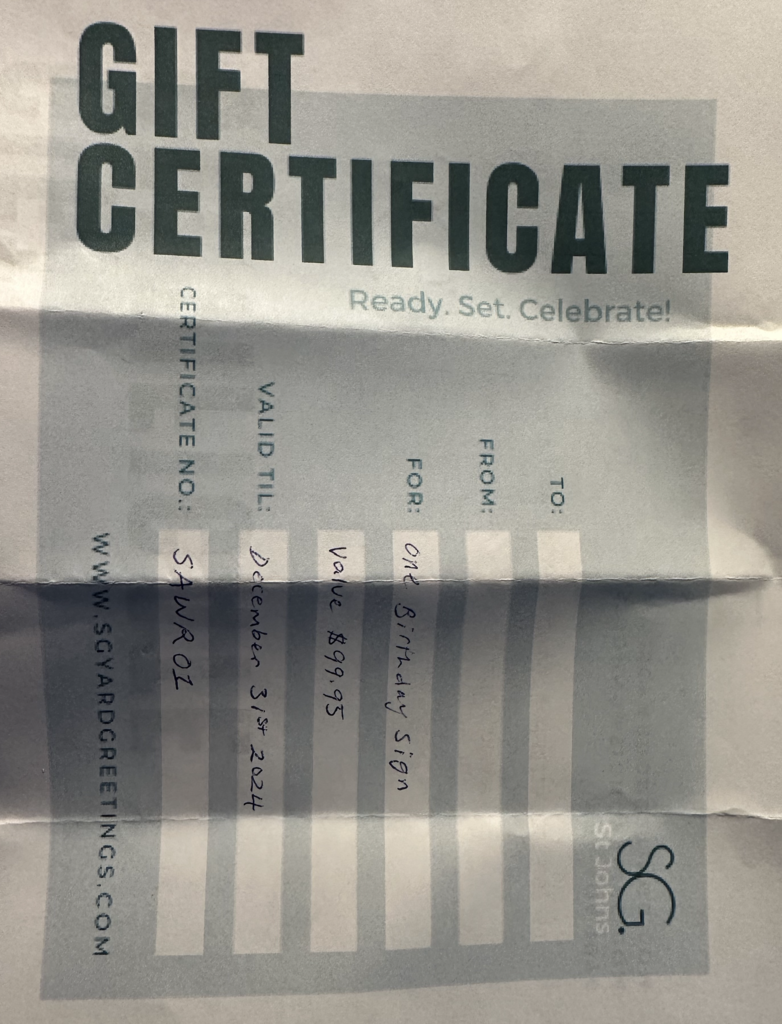 GIFT
CERTIFICATE
Ready. Set. Celebrate!
TO:
FROM:
FOR: One Birthday Sign
Value $99.95
VALID TIL: December 31st 2024
CERTIFICATE NO.: SAWR01
WWW.SGYARDGREETINGS.COM
SG.
St Johns